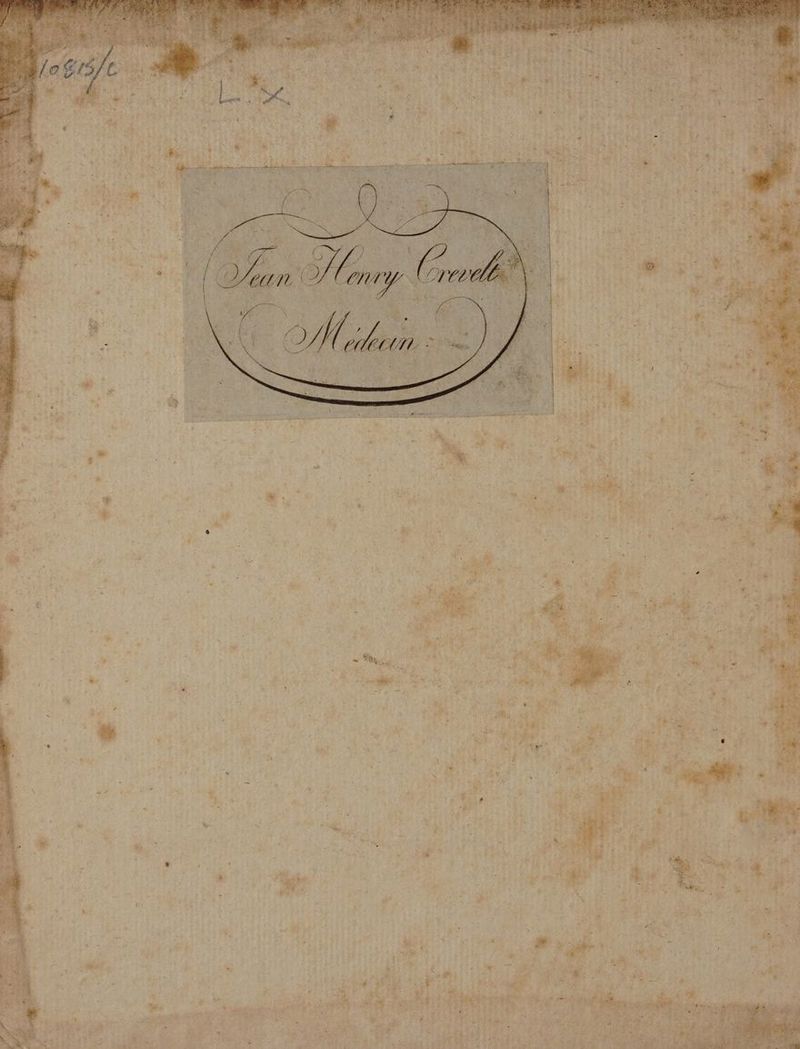 10815/c
L.X.
Jean Henry Crevelt
Médecin.